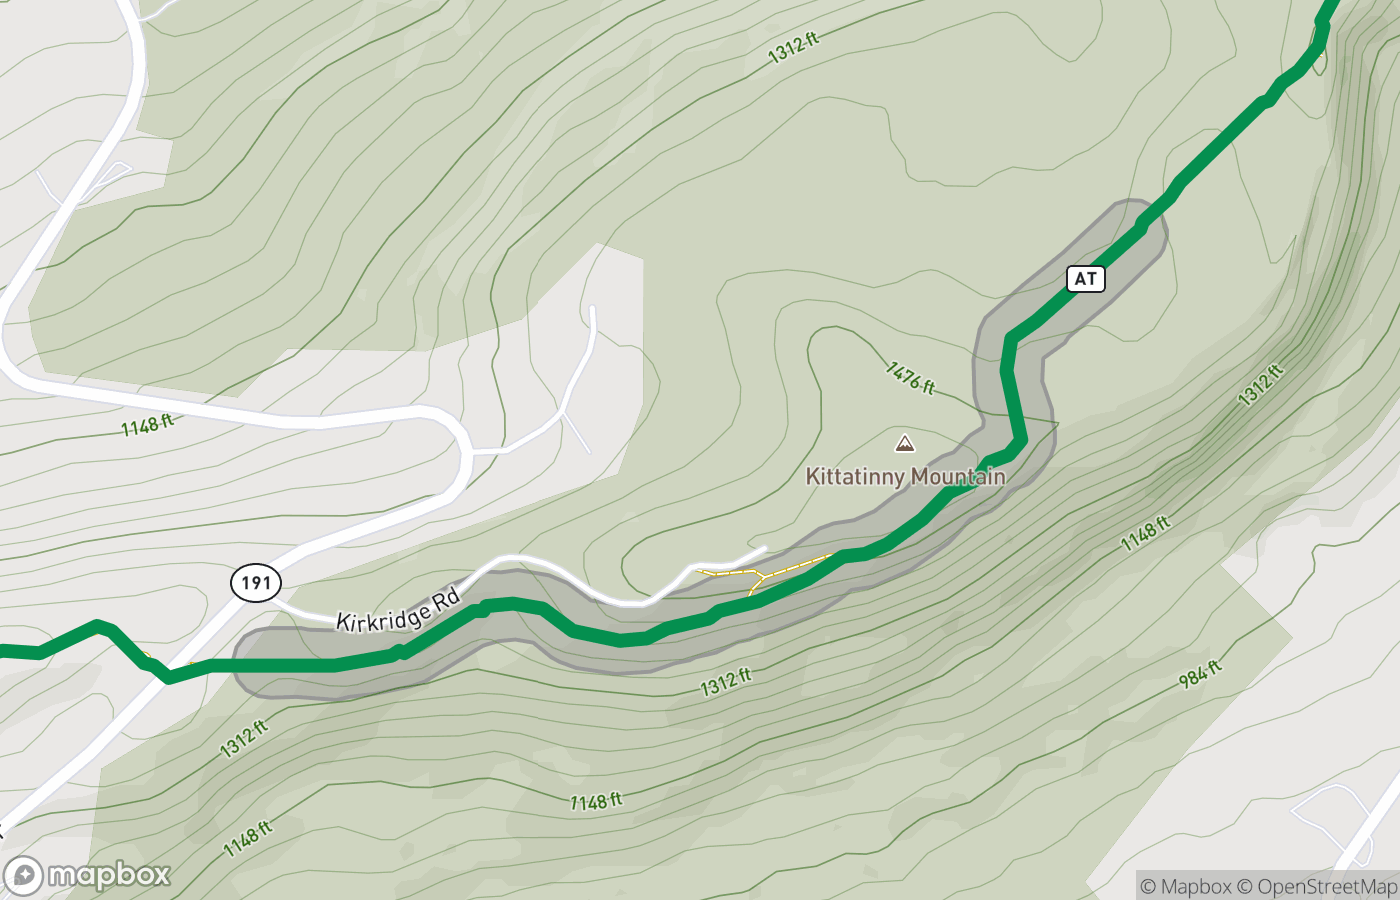 1312 ft
AT
1476 ft
1312 ft
1148 ft
Kittatinny Mountain
1148 ft
191
Kirkridge Rd
984 ft
1312 ft
1312 ft
1148 ft
1148 ft
mapbox
© Mapbox © OpenStreetMap